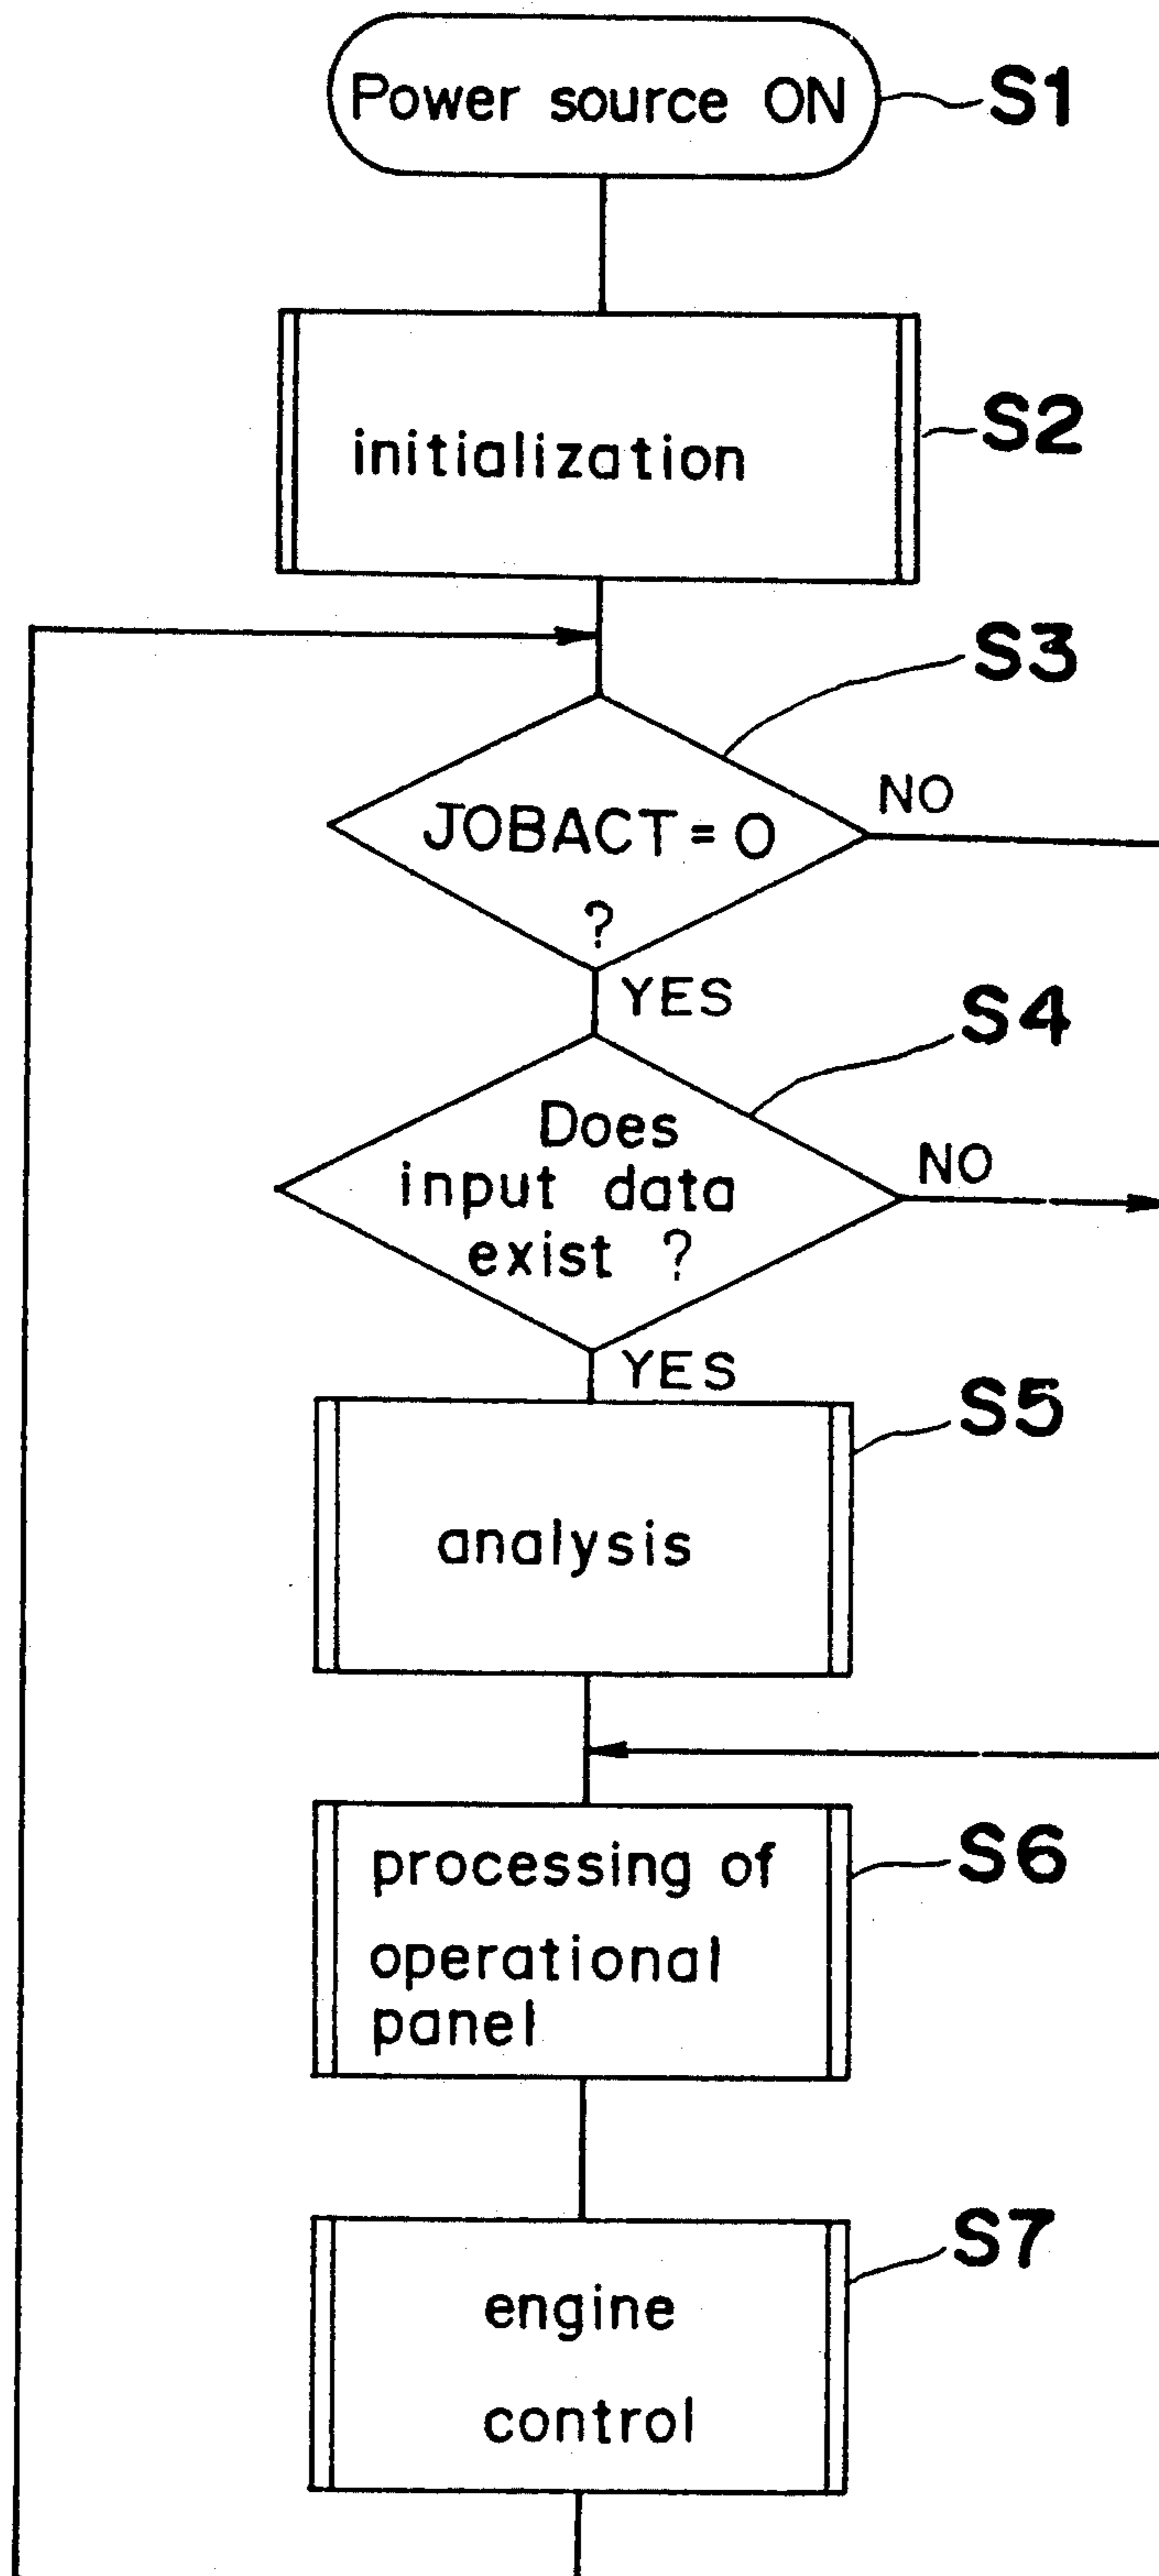 Power source ON
S1
initialization
S2
S3
JOBACT = 0
?
NO
YES
S4
Does
input data
exist ?
NO
YES
S5
analysis
processing of
operational
panel
S6
S7
engine
control